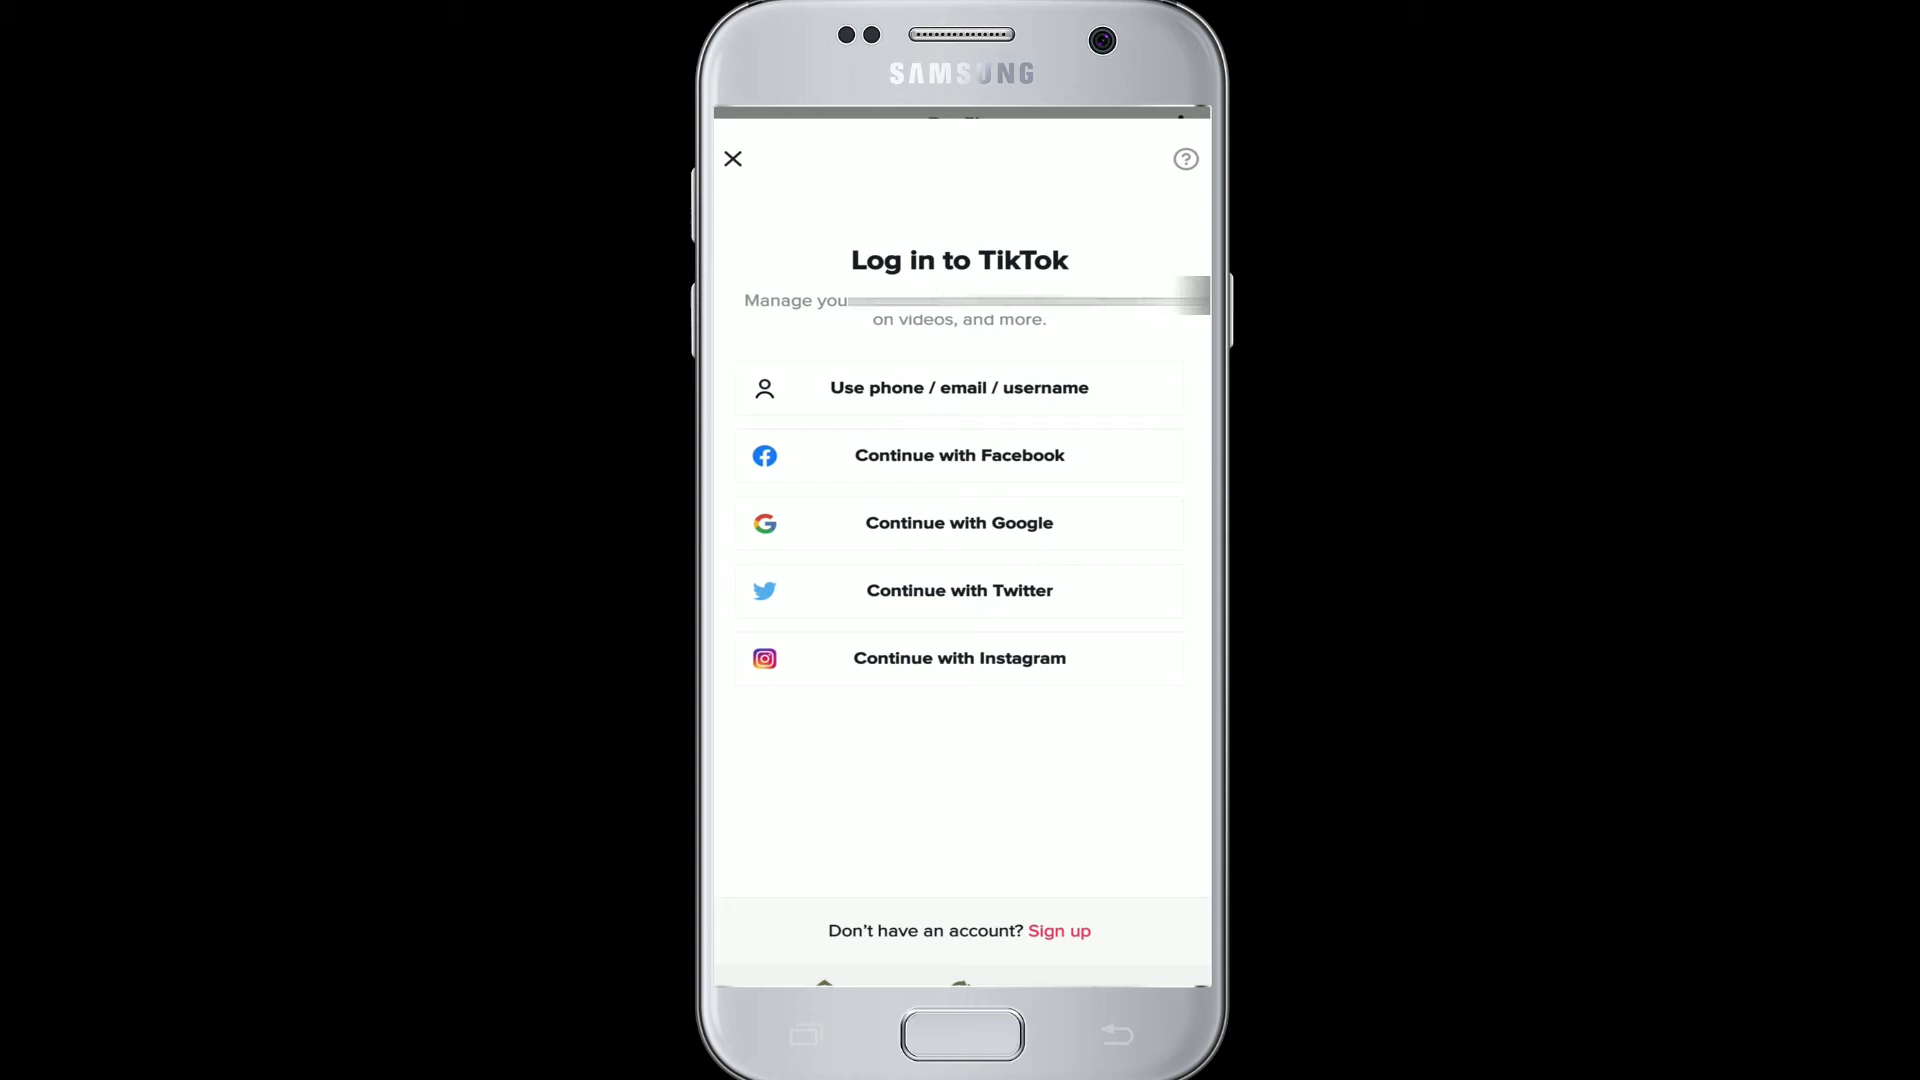 SAMSUNG
Log in to TikTok
Manage you
on videos, and more.
Use phone / email / username
Continue with Facebook
Continue with Google
Continue with Twitter
Continue with Instagram
Don't have an account? Sign up